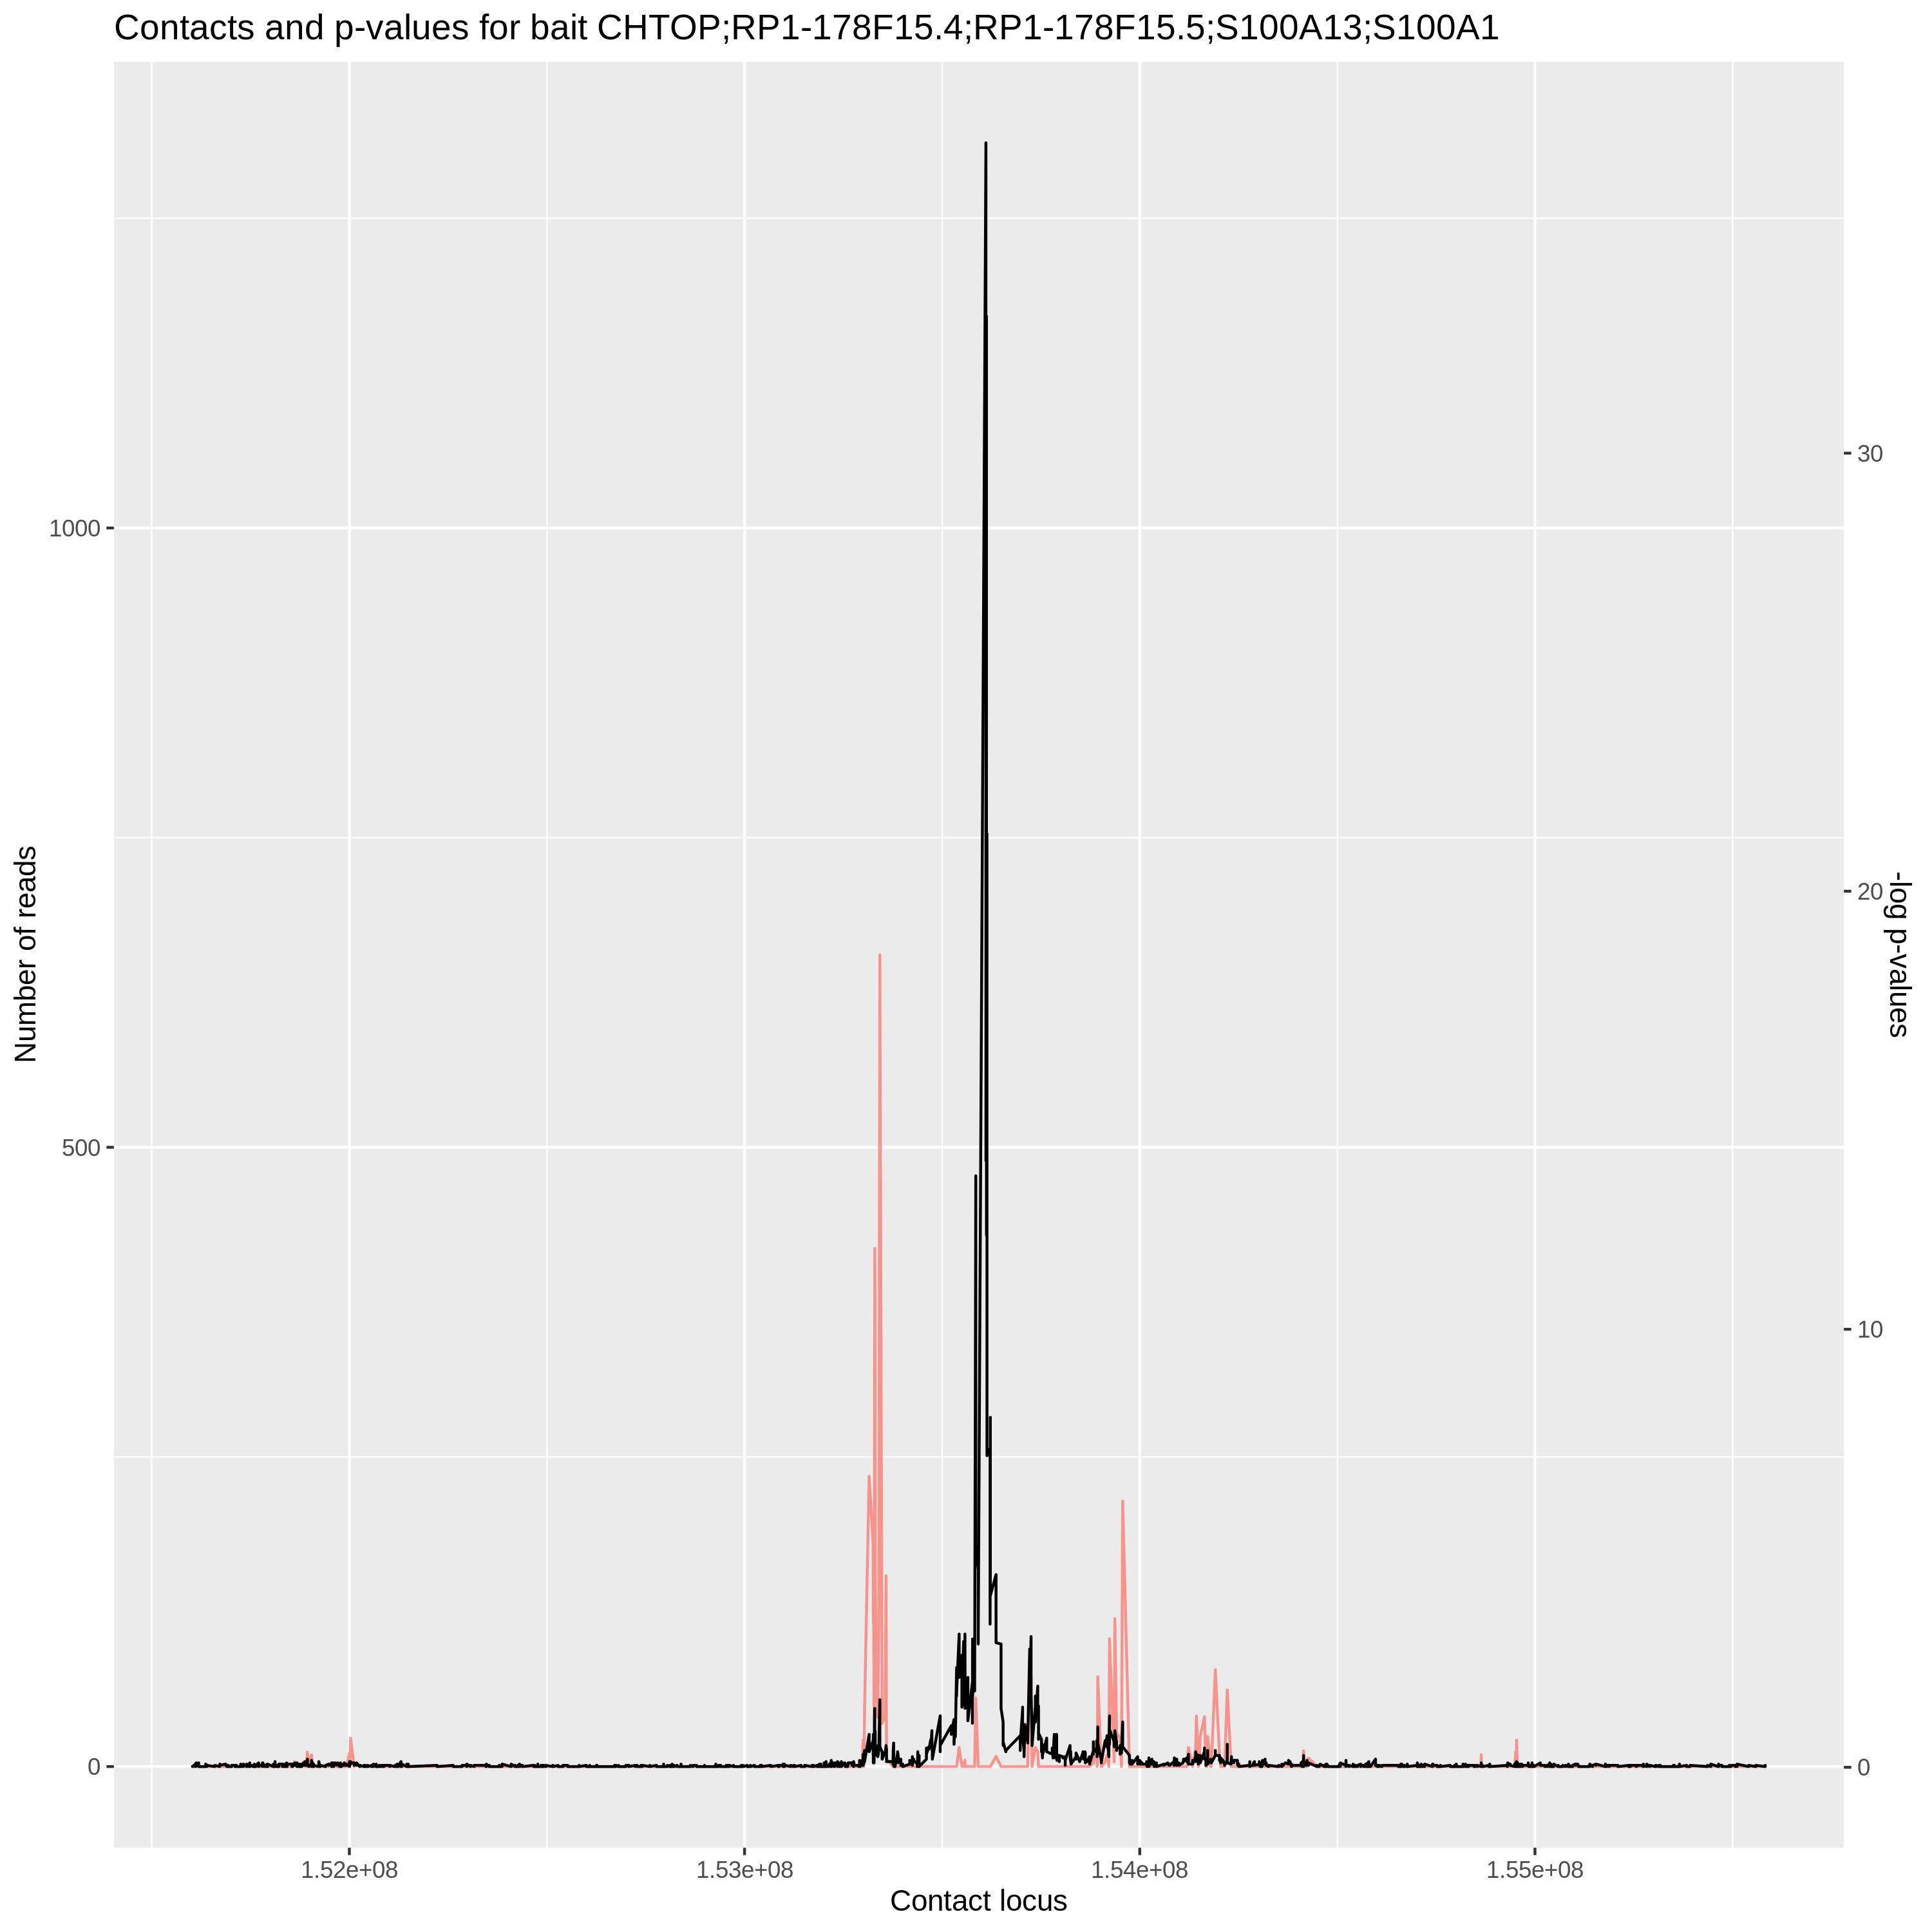 Contacts and p-values for bait CHTOP;RP1-178F15.4;RP1-178F15.5;S100A13;S100A1
Number of reads
1000
500
0
30
20
10
0
-log p-values
1.52e+08
1.53e+08
1.54e+08
1.55e+08
Contact locus